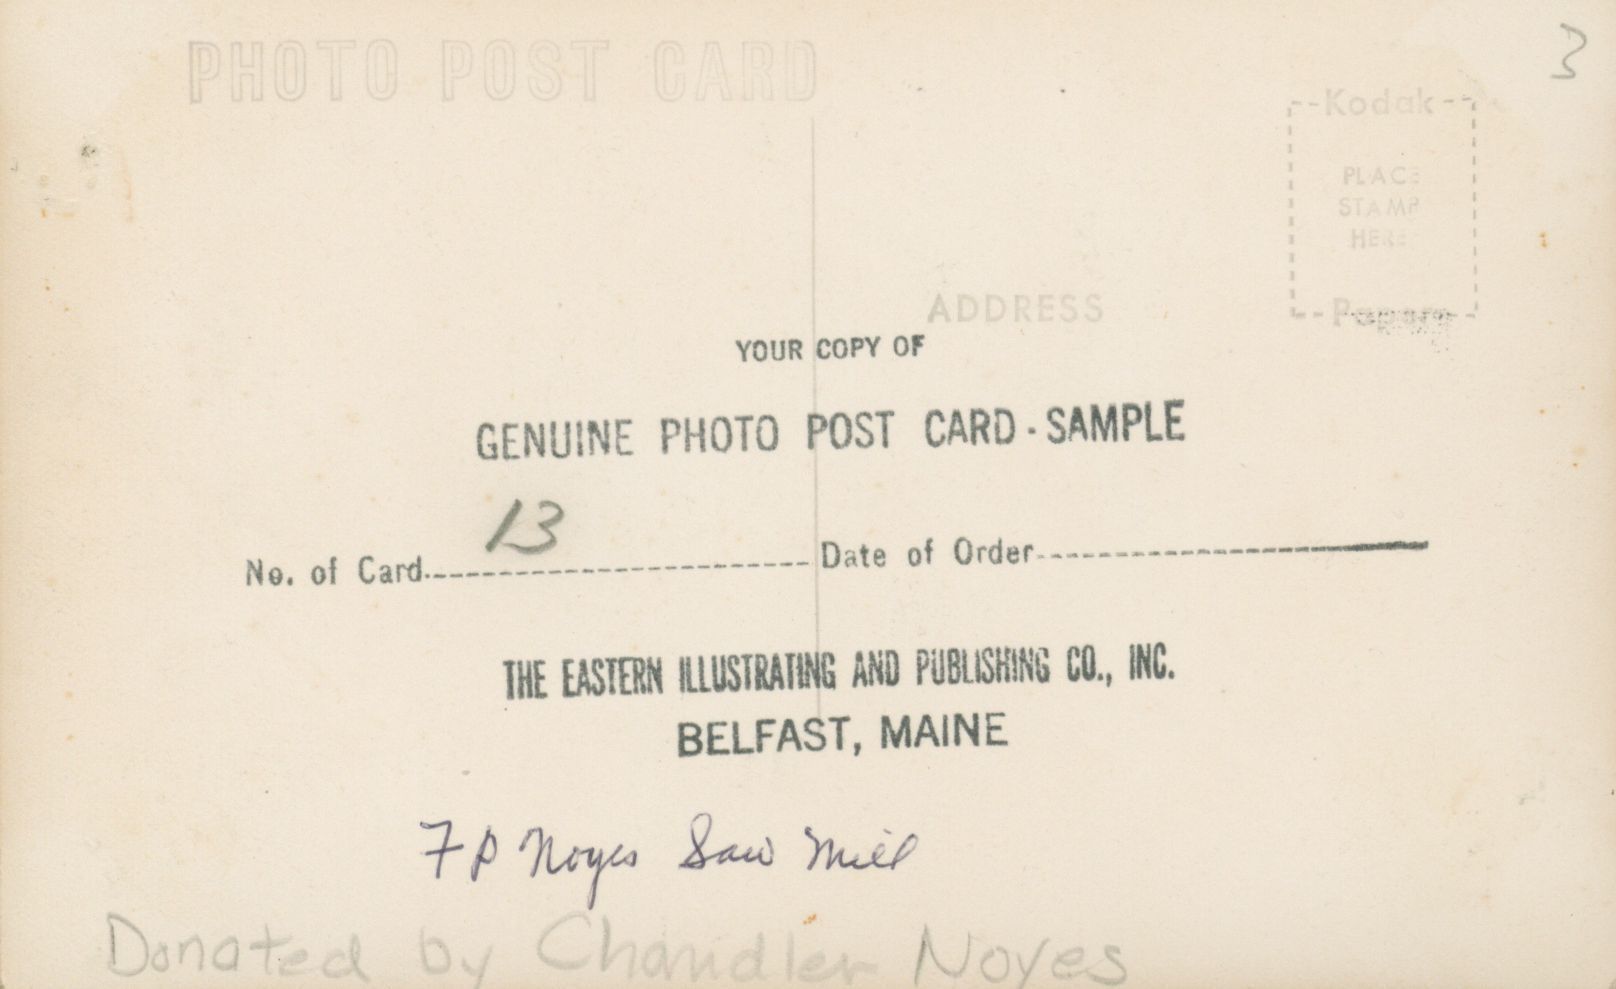 PHOTO POST CARD
3
Kodak
PLACE
STAMP
HERE
Papers
ADDRESS
YOUR COPY OF
GENUINE PHOTO POST CARD - SAMPLE
No. of Card 13 Date of Order
THE EASTERN ILLUSTRATING AND PUBLISHING CO., INC.
BELFAST, MAINE
F P Noyes Saw Mill
Donated by Chandler Noyes